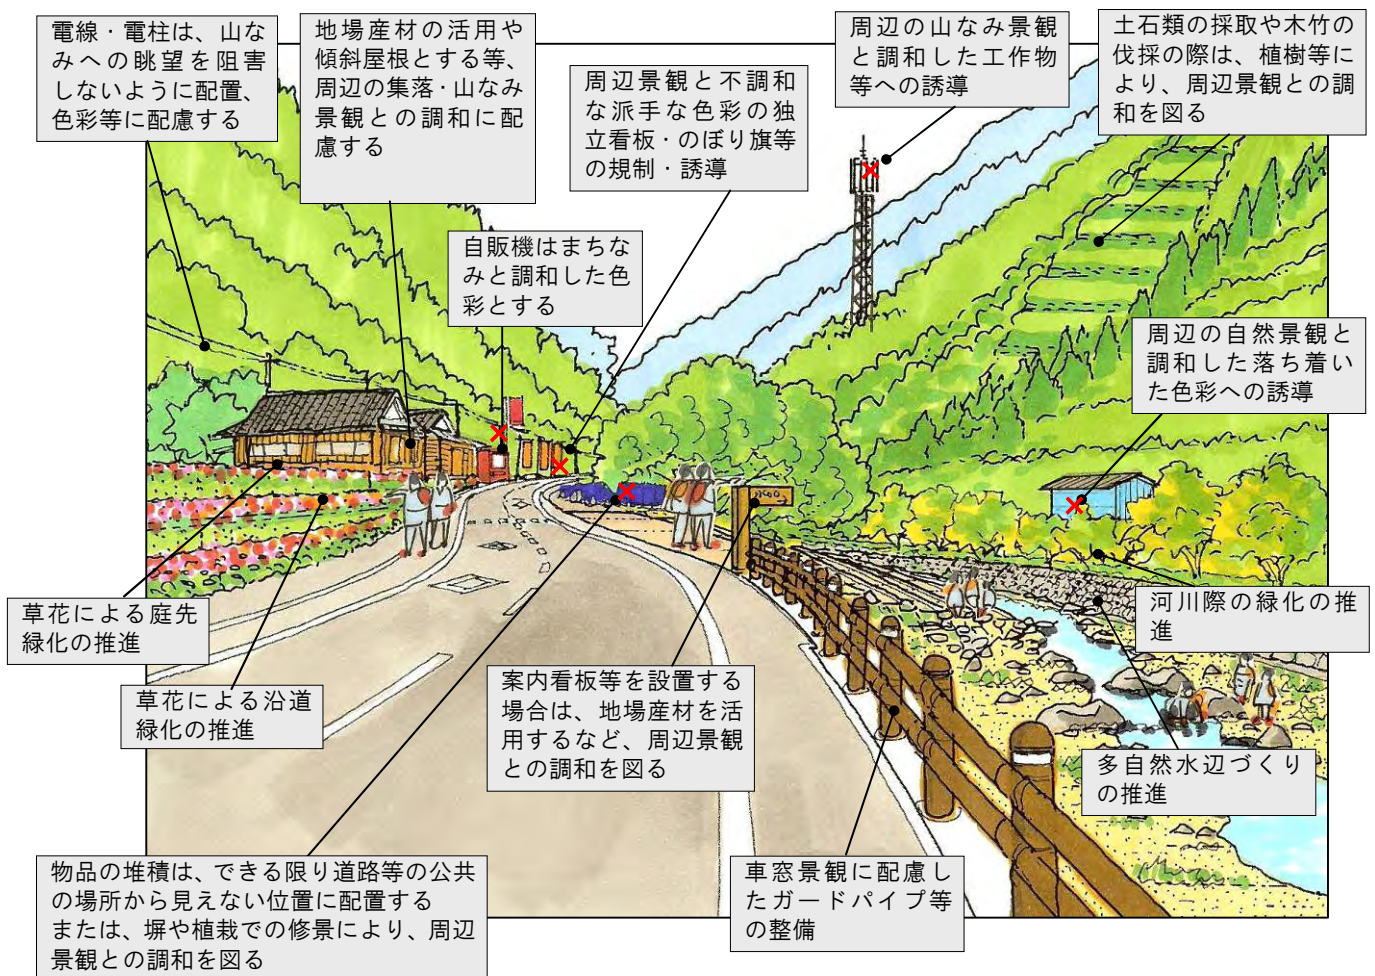 電線・電柱は、山な
みへの眺望を阻害
しないように配置、
色彩等に配慮する
地場産材の活用や
傾斜屋根とする等、
周辺の集落・山なみ
景観との調和に配
慮する
周辺景観と不調和
な派手な色彩の独
立看板・のぼり旗等
の規制・誘導
周辺の山なみ景観
と調和した工作物
等への誘導
土石類の採取や木竹の
伐採の際は、植樹等に
より、周辺景観との調
和を図る
自販機はまちな
みと調和した色
彩とする
周辺の自然景観と
調和した落ち着い
た色彩への誘導
草花による庭先
緑化の推進
草花による沿道
緑化の推進
案内看板等を設置する
場合は、地場産材を活
用するなど、周辺景観
との調和を図る
河川際の緑化の推
進
多自然水辺づくり
の推進
物品の堆積は、できる限り道路等の公共
の場所から見えない位置に配置する
または、塀や植栽での修景により、周辺
景観との調和を図る
車窓景観に配慮し
たガードパイプ等
の整備